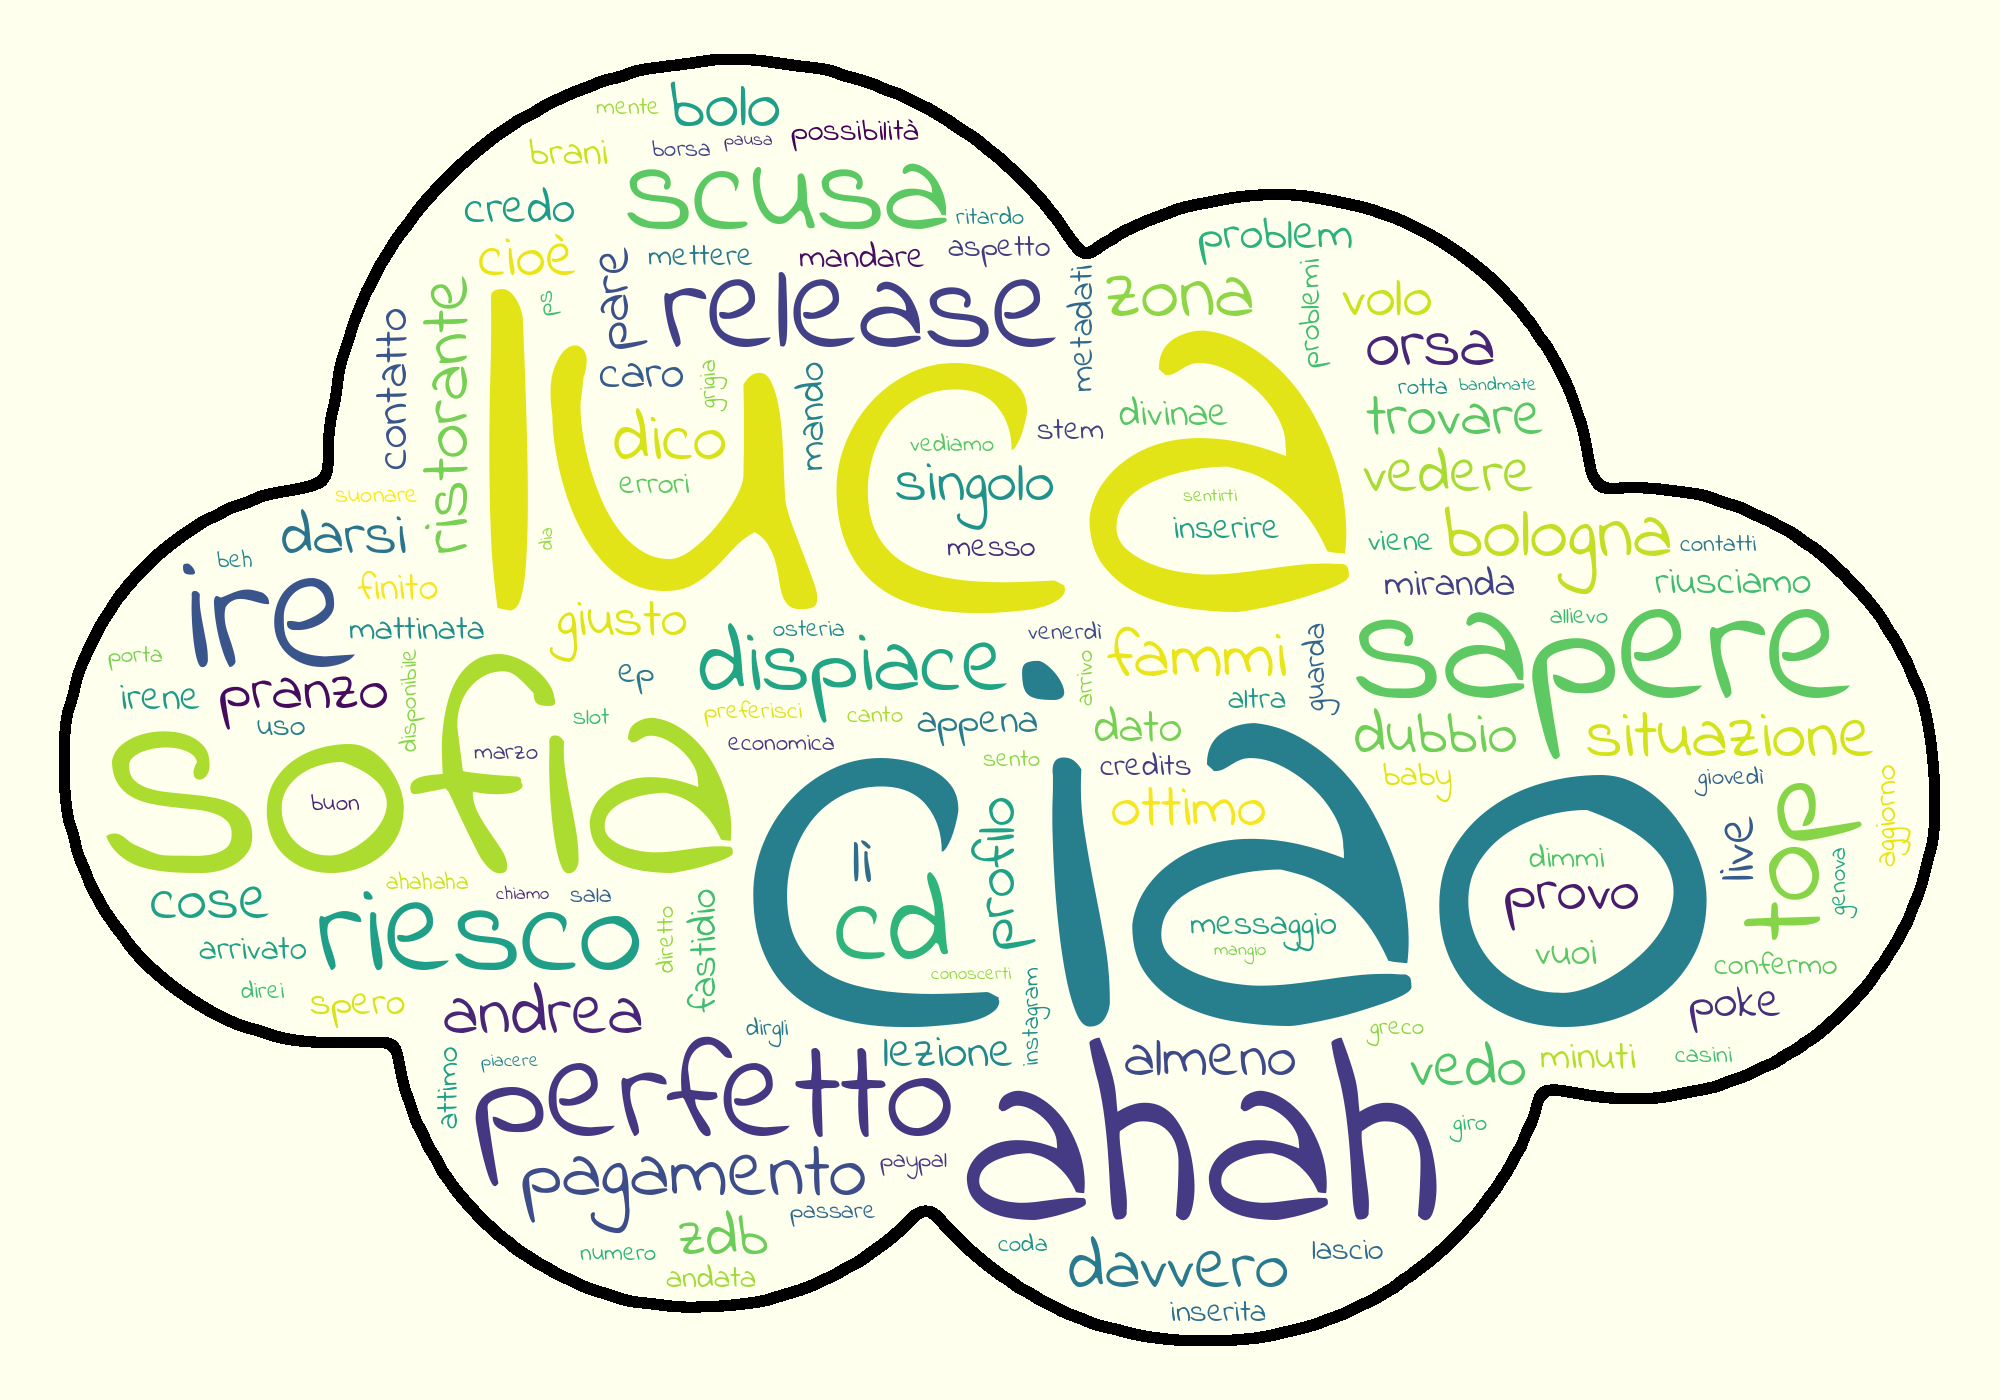 mente
bolo
brani
borsa
pausa
possibilità
scusa
credo
ritardo
cioè
mettere
mandare
aspetto
pare
ps
release
metadati
zona
problem
problemi
volo
orsa
contatto
ristorante
luca
caro
grigia
mando
dico
errori
vediamo
stem
divinae
singolo
messo
sentirti
inserire
rotta
bandmate
trovare
vedere
suonare
darsi
dia
viene
bologna
contatti
beh
ire
finito
mattinata
giusto
miranda
riusciamo
osteria
venerdì
allievo
dispiace
fammi
guarda
sapere
porta
irene
pranzo
disponibile
sofia
ep
arrivo
altra
uso
slot
preferisci
canto
appena
dato
dubbio
situazione
marzo
economica
sento
credits
baby
giovedì
buon
ciao
ottimo
profilo
lì
cd
top
live
aggiorno
genova
dimmi
provo
vuoi
ahahaha
chiamo
sala
cose
riesco
diretto
fastidio
messaggio
mangio
arrivato
conoscerti
confermo
direi
spero
andrea
instagram
poke
dirgli
greco
attimo
piacere
lezione
almeno
vedo
minuti
casini
perfetto
ahah
giro
pagamento
paypal
passare
zdb
numero
andata
coda
davvero
lascio
inserita